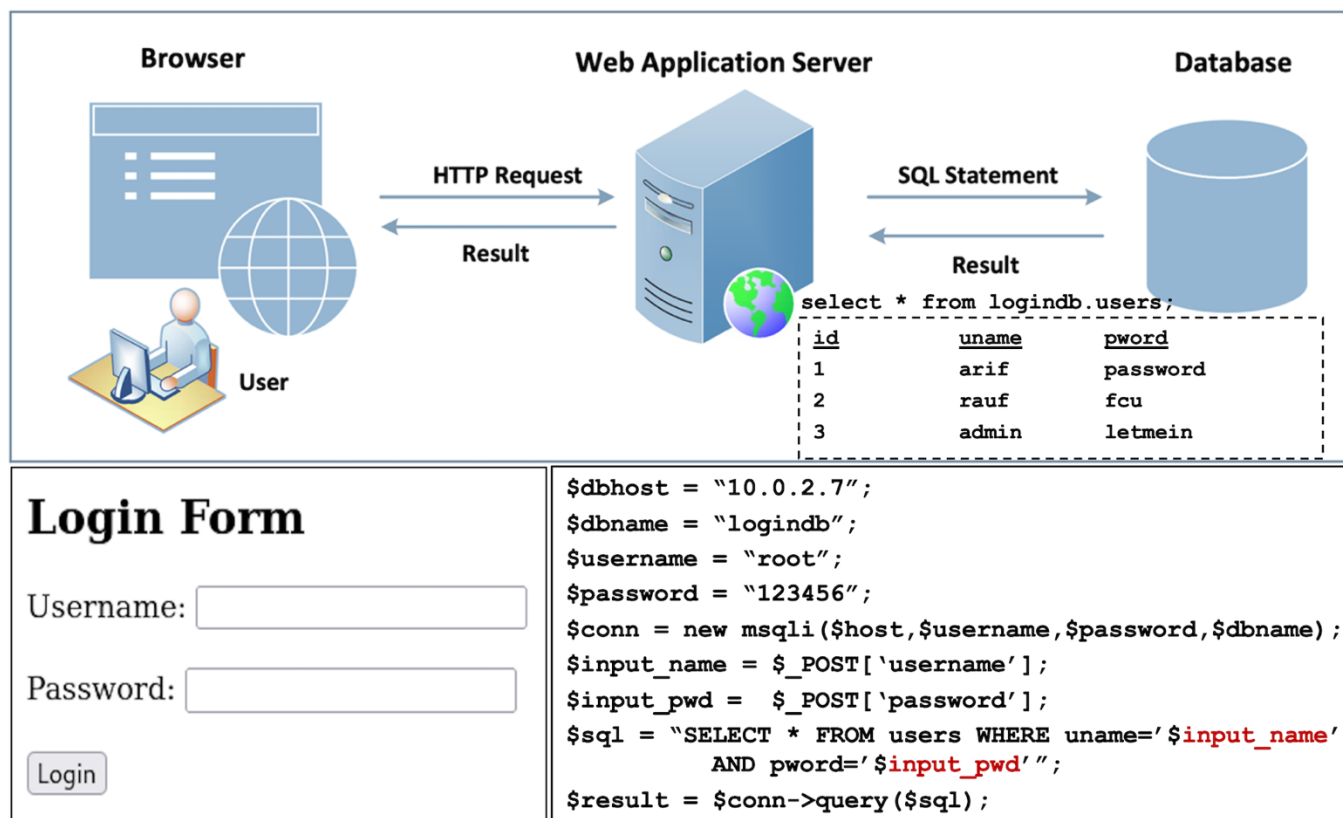 Browser
Web Application Server
Database
HTTP Request
SQL Statement
Result
Result
User
select * from logindb.users;
id uname pword
1 arif password
2 rauf fcu
3 admin letmein
Login Form
Username:
Password:
Login
$dbhost = “10.0.2.7”;
$dbname = “logindb”;
$username = “root”;
$password = “123456”;
$conn = new msqli($host,$username,$password,$dbname);
$input_name = $_POST[‘username’];
$input_pwd =  $_POST[‘password’];
$sql = “SELECT * FROM users WHERE uname=’$input_name’
AND pword=’$input_pwd’”;
$result = $conn->query($sql);